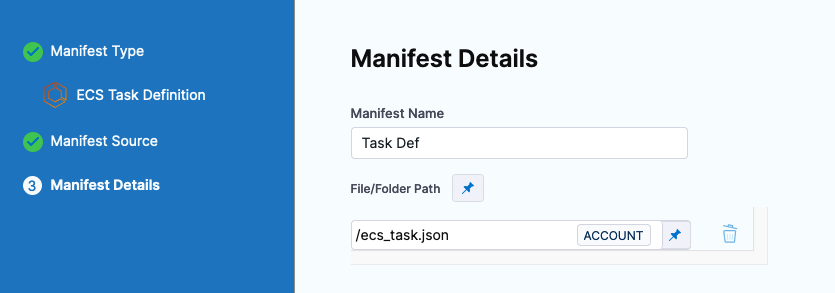 Manifest Type
ECS Task Definition
Manifest Source
3 Manifest Details
Manifest Details
Manifest Name
Task Def
File/Folder Path
/ecs_task.json ACCOUNT